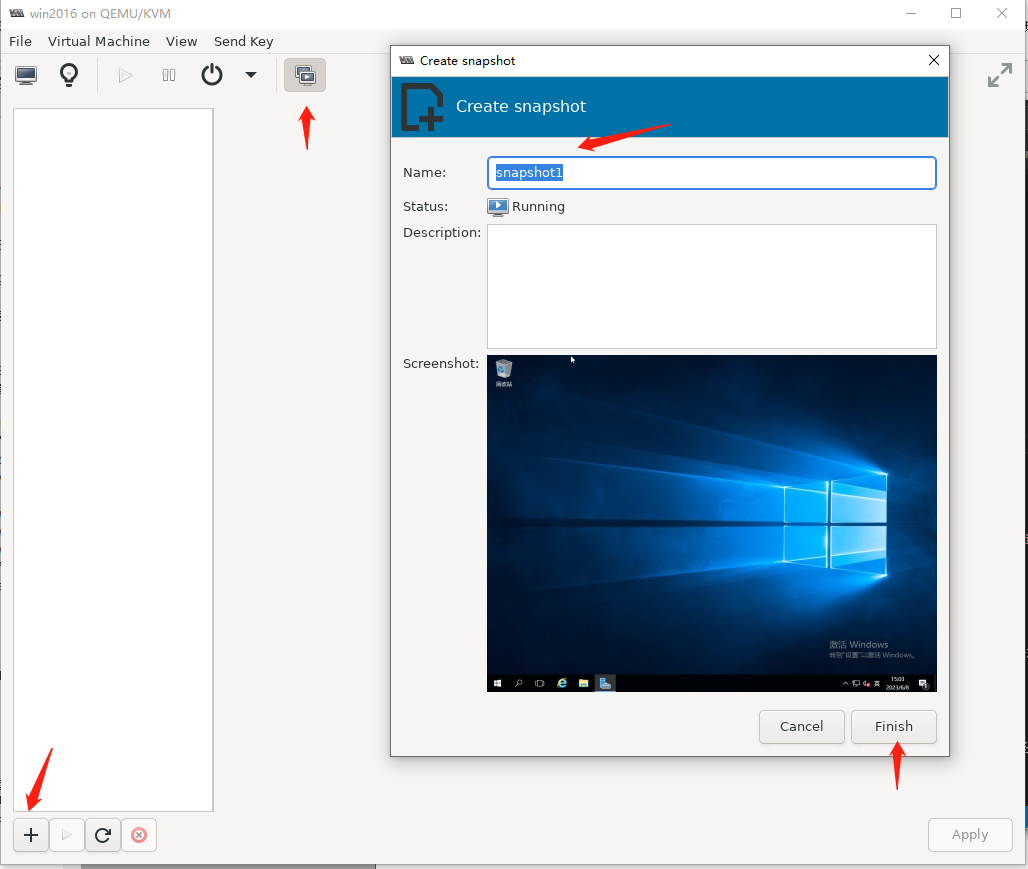 win2016 on QEMU/KVM
File Virtual Machine View Send Key
Create snapshot
Create snapshot
Name: snapshot1
Status: Running
Description:
Screenshot:
回收站
激活 Windows
转到"设置"以激活 Windows。
英
15:03
2023/6/8
Cancel Finish
Apply